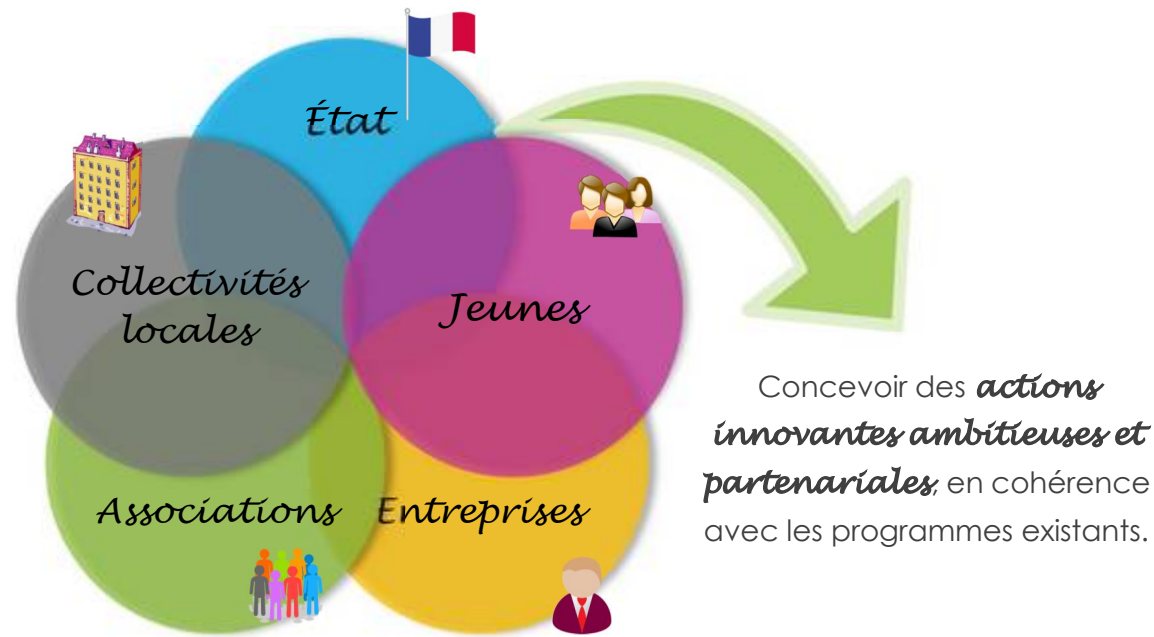 État
Collectivités
locales
Jeunes
Associations
Entreprises
Concevoir des actions
innovantes ambitieuses et
partenariales, en cohérence
avec les programmes existants.